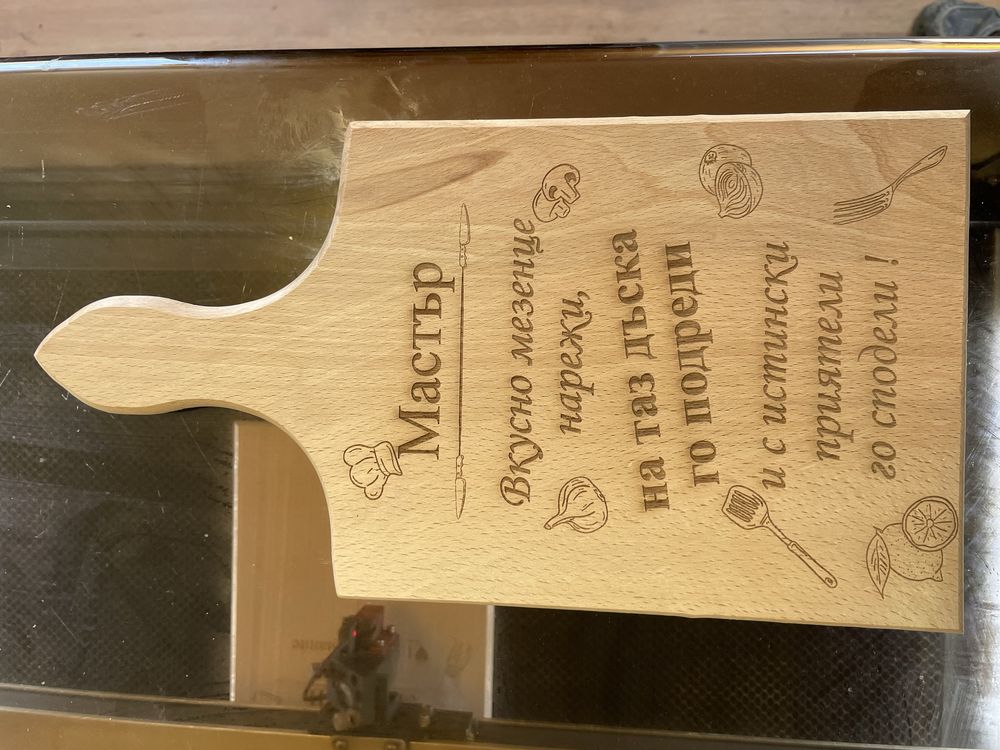 Мастър
Вкусно мезенце
нарежи,
на таз дъска
го подреди
и с истински
приятели
го сподели !